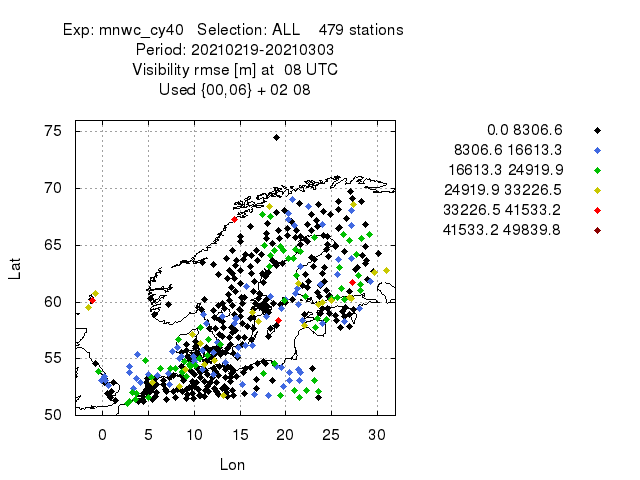 Exp: mnwc_cy40 Selection: ALL 479 stations
Period: 20210219-20210303
Visibility rmse [m] at 08 UTC
Used {00,06} + 02 08
0.0 8306.6
8306.6 16613.3
16613.3 24919.9
24919.9 33226.5
33226.5 41533.2
41533.2 49839.8
75
70
65
60
55
50
Lat
0 5 10 15 20 25 30
Lon